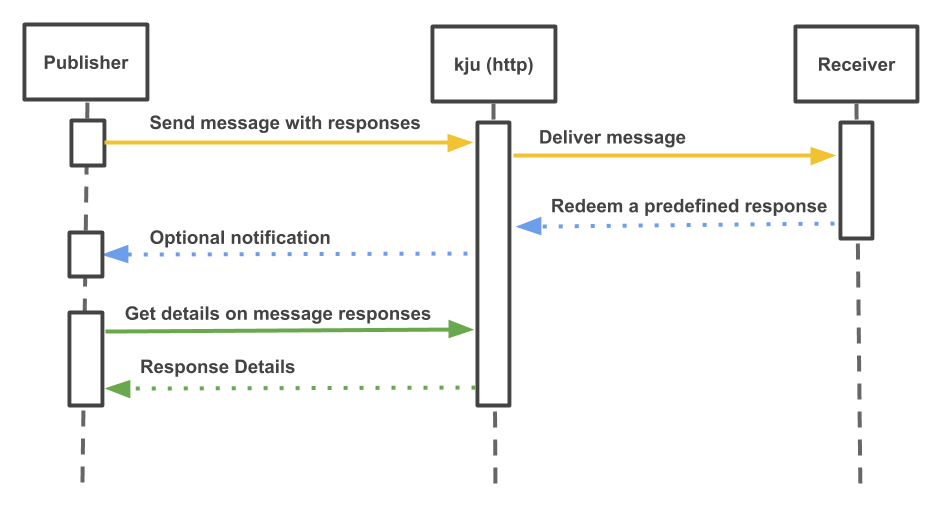 Publisher
kju (http)
Receiver
Send message with responses
Deliver message
Redeem a predefined response
Optional notification
Get details on message responses
Response Details